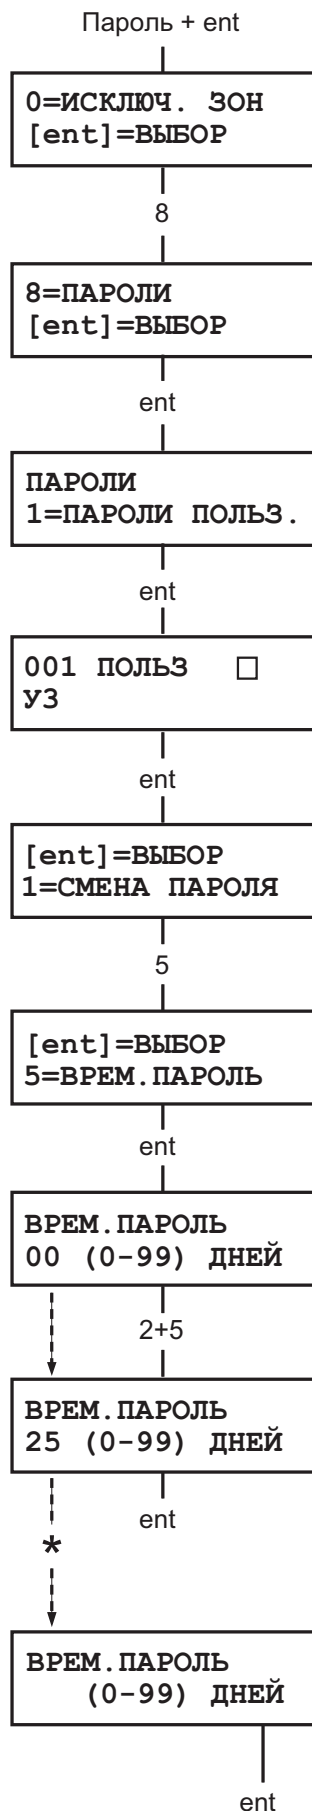 Пароль + ent
0=ИСКЛЮЧ. ЗОН
[ent]=ВЫБОР
8
8=ПАРОЛИ
[ent]=ВЫБОР
ent
ПАРОЛИ
1=ПАРОЛИ ПОЛЬЗ.
ent
001 ПОЛЬЗ □
УЗ
ent
[ent]=ВЫБОР
1=СМЕНА ПАРОЛЯ
5
[ent]=ВЫБОР
5=ВРЕМ.ПАРОЛЬ
ent
ВРЕМ.ПАРОЛЬ
00 (0-99) ДНЕЙ
2+5
ВРЕМ.ПАРОЛЬ
25 (0-99) ДНЕЙ
ent
*
ВРЕМ.ПАРОЛЬ
(0-99) ДНЕЙ
ent